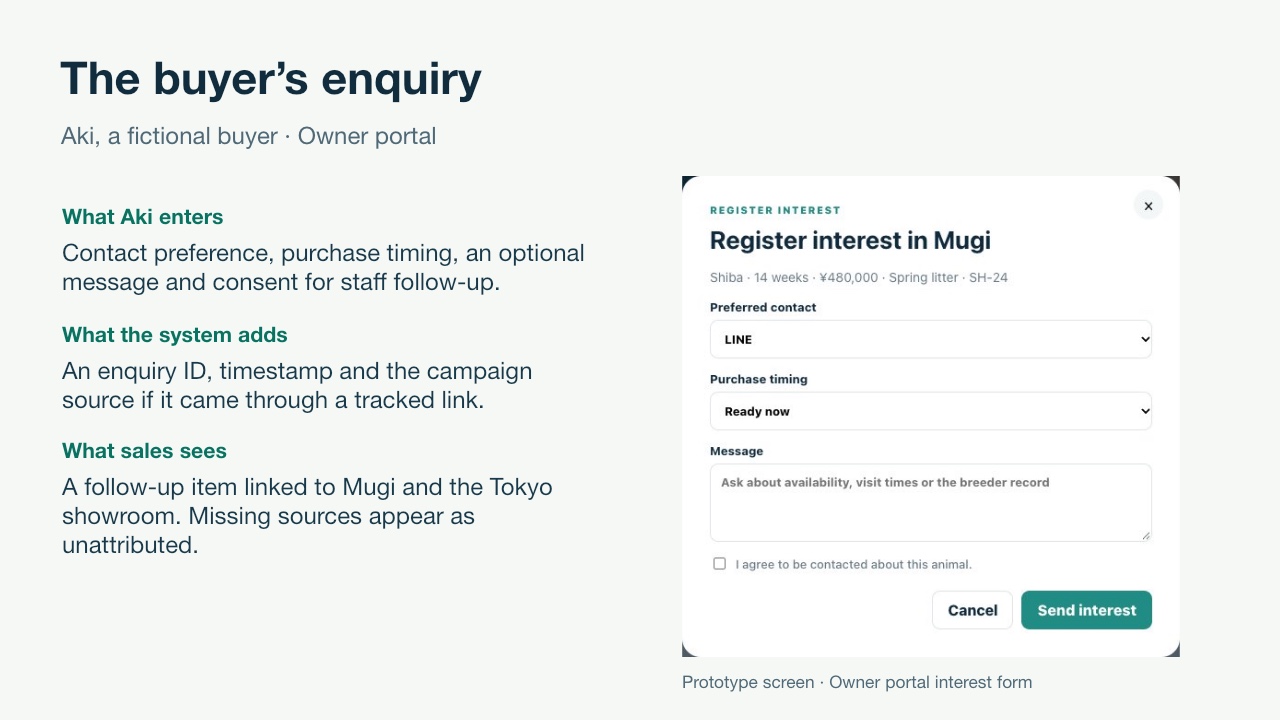 The buyer’s enquiry
Aki, a fictional buyer · Owner portal
What Aki enters
Contact preference, purchase timing, an optional
message and consent for staff follow-up.
What the system adds
An enquiry ID, timestamp and the campaign
source if it came through a tracked link.
What sales sees
A follow-up item linked to Mugi and the Tokyo
showroom. Missing sources appear as
unattributed.
REGISTER INTEREST
×
Register interest in Mugi
Shiba · 14 weeks · ¥480,000 · Spring litter · SH-24
Preferred contact
LINE
Purchase timing
Ready now
Message
Ask about availability, visit times or the breeder record
I agree to be contacted about this animal.
Cancel
Send interest
Prototype screen · Owner portal interest form